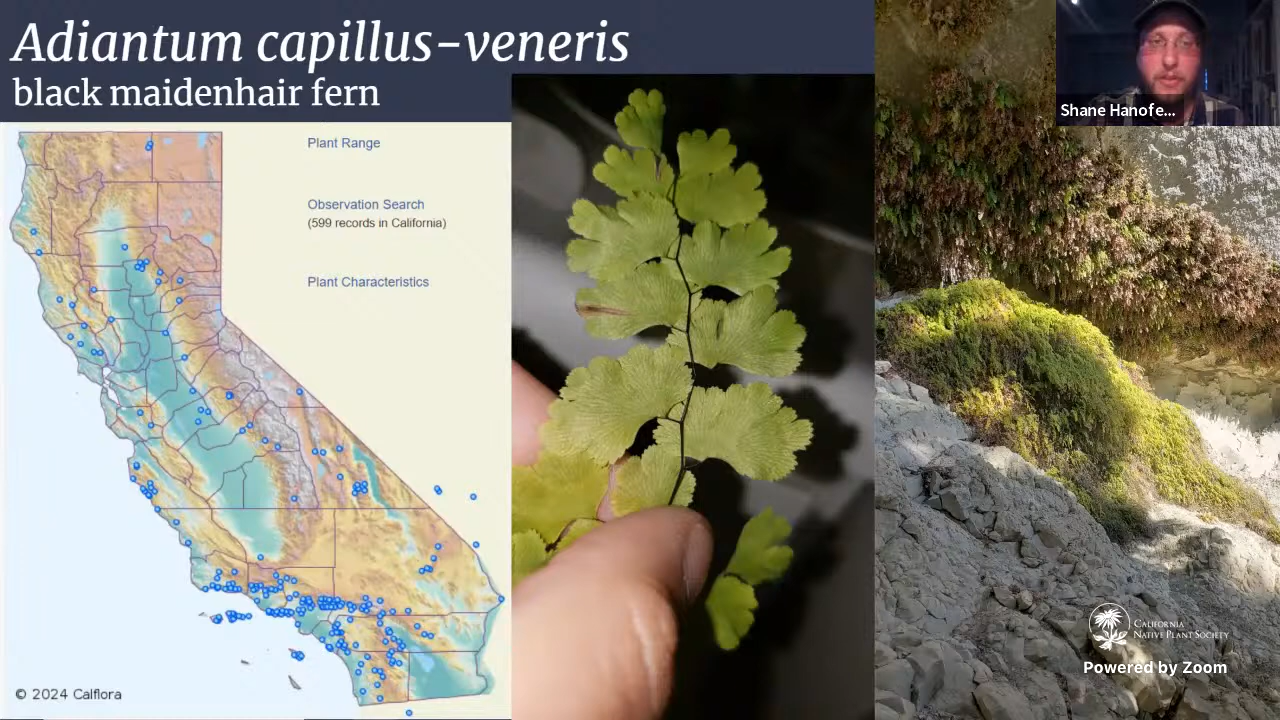 Adiantum capillus-veneris
black maidenhair fern
Shane Hanofe...
Plant Range
Observation Search
(599 records in California)
Plant Characteristics
© 2024 Calflora
CALIFORNIA
NATIVE PLANT SOCIETY
Powered by Zoom